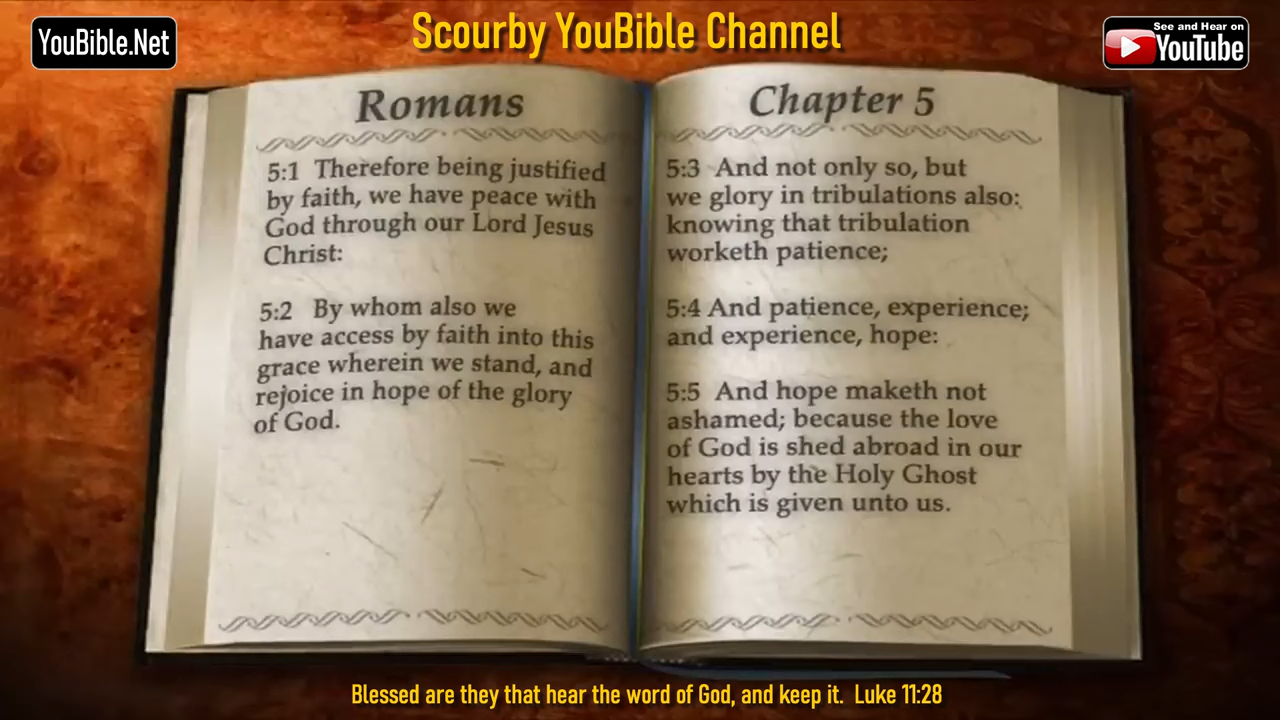 YouBible.Net
Scourby YouBible Channel
See and Hear on
YouTube
Romans
5:1 Therefore being justified
by faith, we have peace with
God through our Lord Jesus
Christ:
5:2 By whom also we
have access by faith into this
grace wherein we stand, and
rejoice in hope of the glory
of God.
Chapter 5
5:3 And not only so, but
we glory in tribulations also:
knowing that tribulation
worketh patience;
5:4 And patience, experience;
and experience, hope:
5:5 And hope maketh not
ashamed; because the love
of God is shed abroad in our
hearts by the Holy Ghost
which is given unto us.
Blessed are they that hear the word of God, and keep it. Luke 11:28